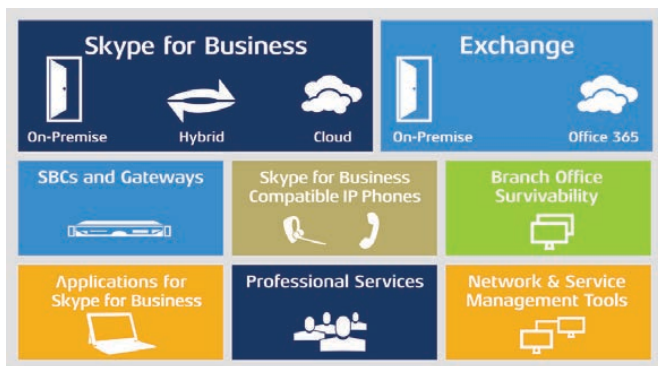 Skype for Business
On-Premise
Hybrid
Cloud
Exchange
On-Premise
Office 365
SBCs and Gateways
Skype for Business
Compatible IP Phones
Branch Office
Survivability
Applications for
Skype for Business
Professional Services
Network & Service
Management Tools